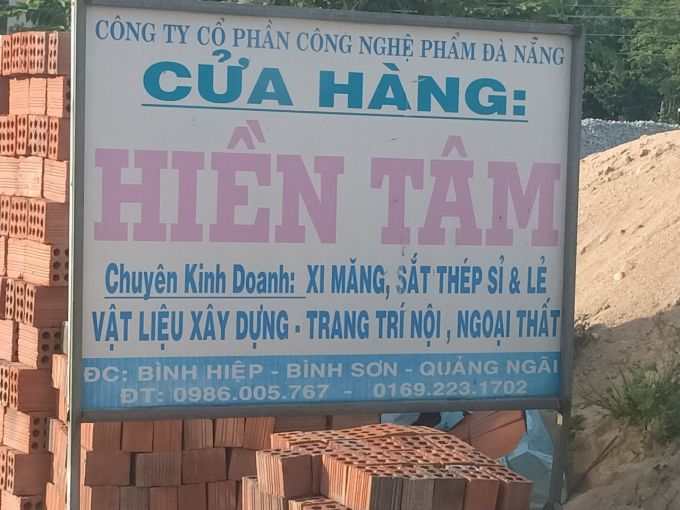 CÔNG TY CỔ PHẦN CÔNG NGHỆ PHẨM ĐÀ NẴNG
CỬA HÀNG:
HIỀN TÂM
Chuyên Kinh Doanh: XI MĂNG, SẮT THÉP SỈ & LẺ
VẬT LIỆU XÂY DỰNG - TRANG TRÍ NỘI , NGOẠI THẤT
ĐC: BÌNH HIỆP - BÌNH SƠN - QUẢNG NGÃI
ĐT: 0986.005.767 - 0169.223.1702